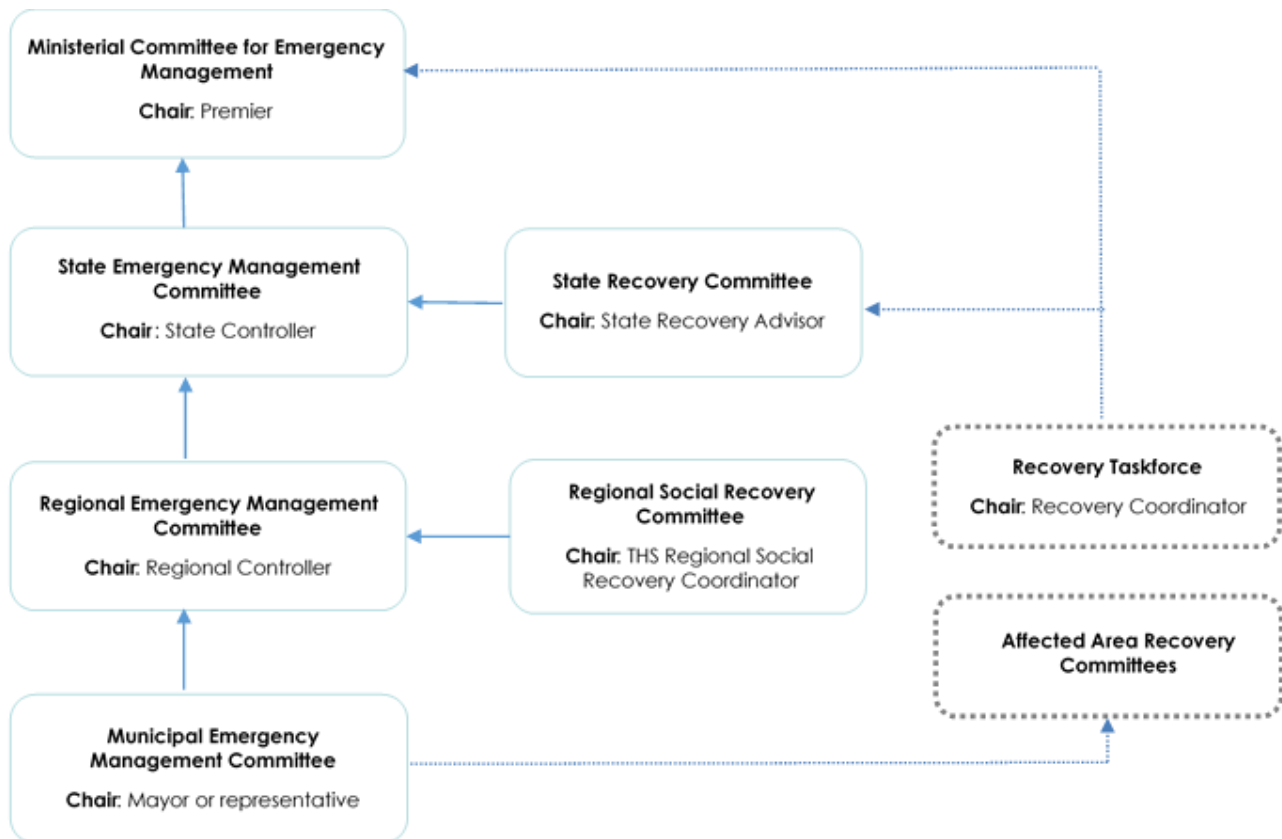 Ministerial Committee for Emergency
Management
Chair: Premier
State Emergency Management
Committee
Chair : State Controller
State Recovery Committee
Chair: State Recovery Advisor
Recovery Taskforce
Chair: Recovery Coordinator
Regional Emergency Management
Committee
Chair: Regional Controller
Regional Social Recovery
Committee
Chair: THS Regional Social
Recovery Coordinator
Affected Area Recovery
Committees
Municipal Emergency
Management Committee
Chair: Mayor or representative